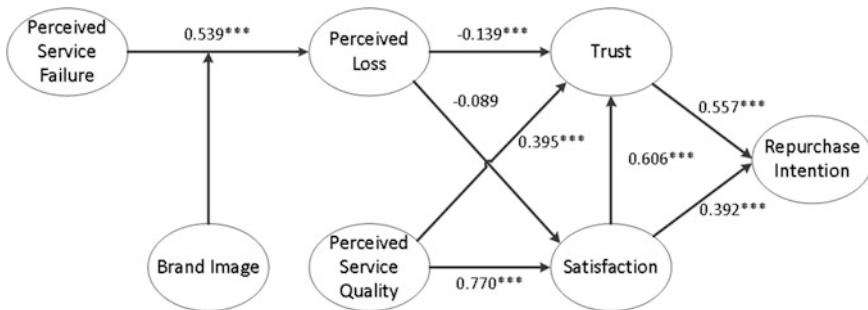 Perceived
Service
Failure
0.539***
Perceived
Loss
-0.139***
Trust
-0.089
0.395***
0.557***
0.606***
Repurchase
Intention
0.392***
Brand Image
Perceived
Service
Quality
0.770***
Satisfaction